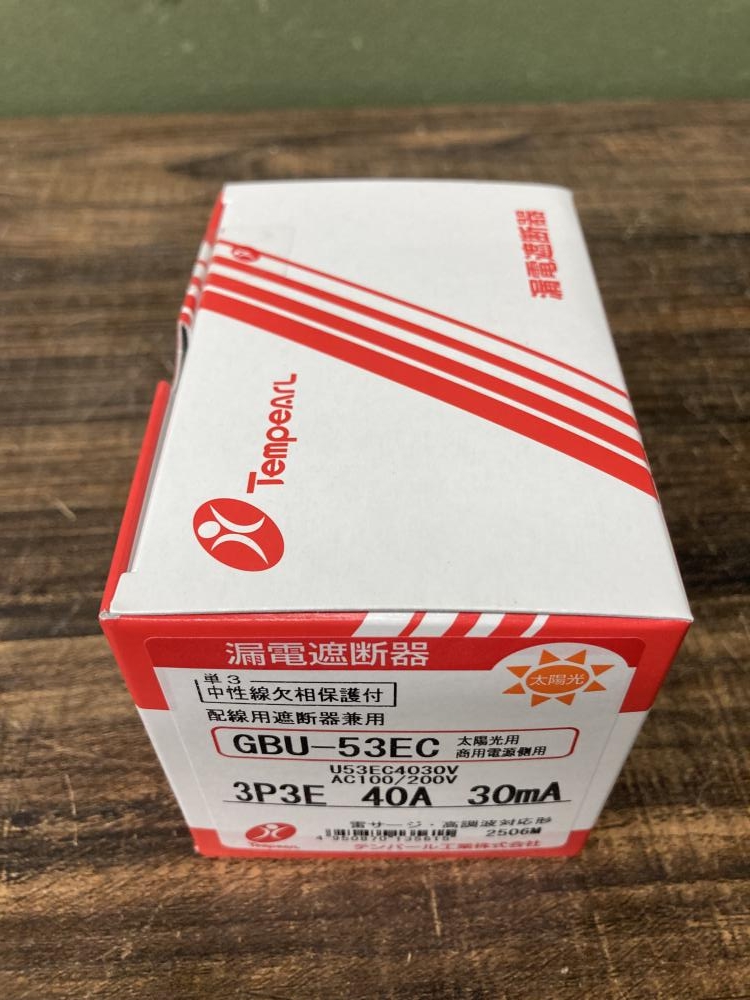 漏電遮断器
Tempearl
漏電遮断器
太陽光
単3
中性線欠相保護付
配線用遮断器兼用
GBU-53EC 太陽光用 商用電源側用
U53EC4030V
AC100/200V
3P3E 40A 30mA
雷サージ・高調波対応形
2506M
Tempearl テンパール工業株式会社